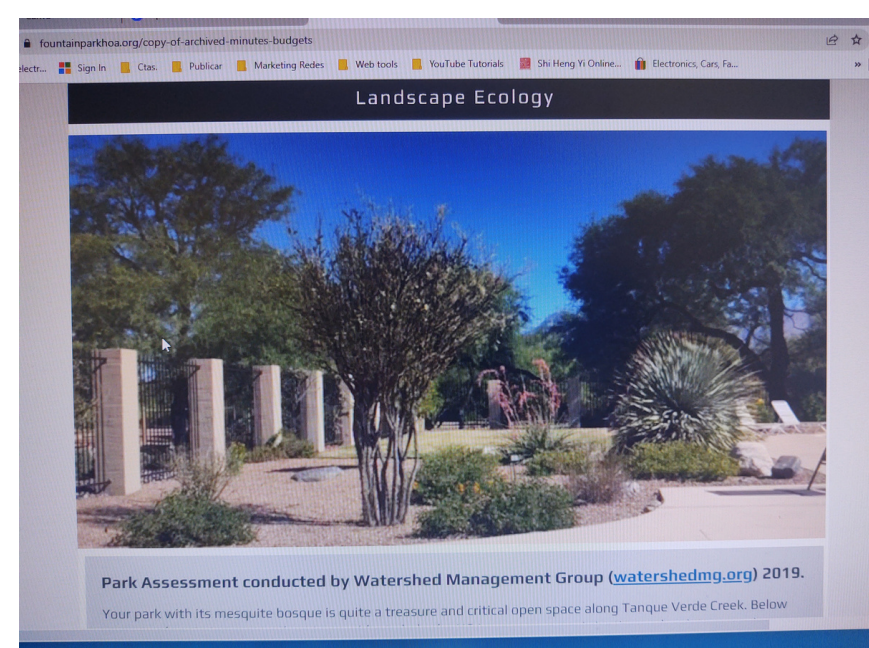 fountainparkhoa.org/copy-of-archived-minutes-budgets
electr... Sign In Ctas. Publicar Marketing Redes Web tools YouTube Tutorials Shi Heng Yi Online... Electronics, Cars, Fa... »
Landscape Ecology
Park Assessment conducted by Watershed Management Group (watershedmg.org) 2019.
Your park with its mesquite bosque is quite a treasure and critical open space along Tanque Verde Creek. Below